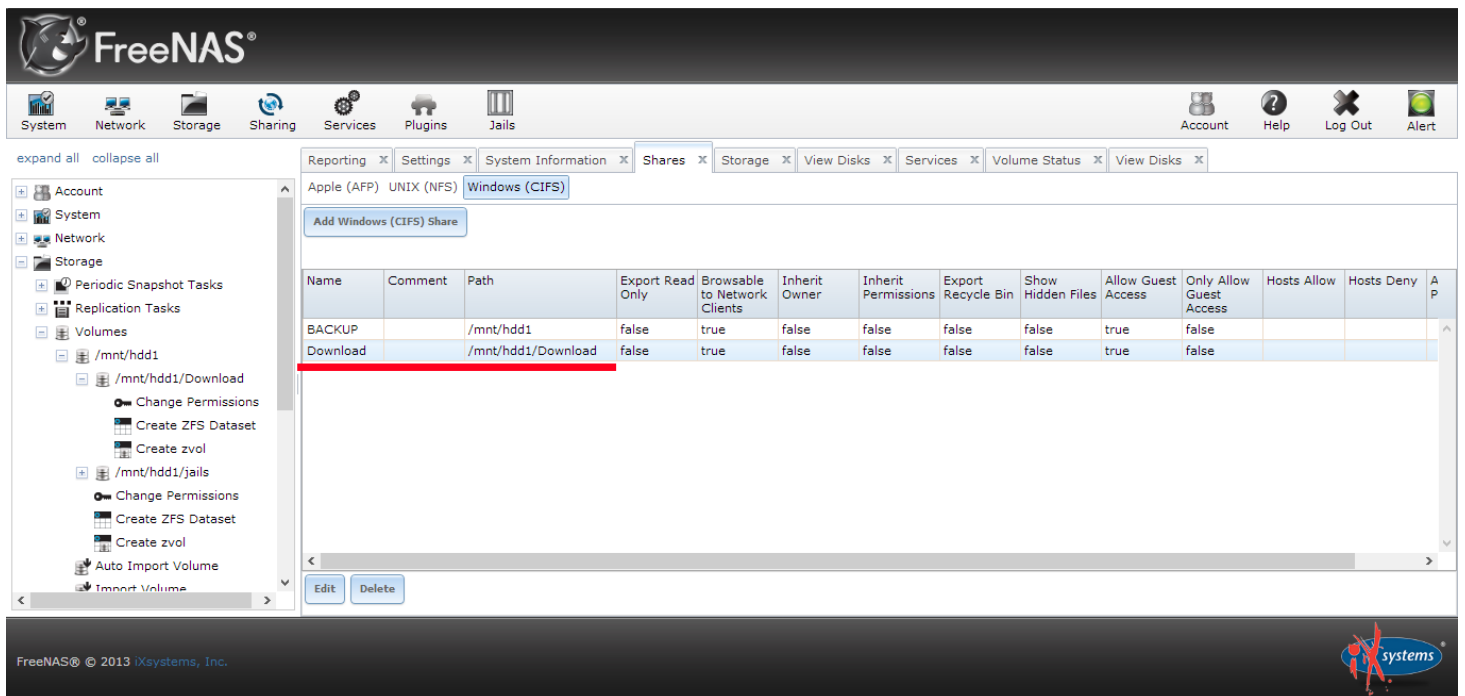 FreeNAS®
System Network Storage Sharing Services Plugins Jails Account Help Log Out Alert
expand all collapse all
Reporting X Settings X System Information X Shares X Storage X View Disks X Services X Volume Status X View Disks X
Apple (AFP) UNIX (NFS) Windows (CIFS)
Add Windows (CIFS) Share
Account
System
Network
Storage
Periodic Snapshot Tasks
Replication Tasks
Volumes
/mnt/hdd1
/mnt/hdd1/Download
Change Permissions
Create ZFS Dataset
Create zvol
/mnt/hdd1/jails
Change Permissions
Create ZFS Dataset
Create zvol
Auto Import Volume
Import Volume
Name Comment Path Export Read Only Browsable to Network Clients Inherit Owner Inherit Permissions Export Recycle Bin Show Hidden Files Allow Guest Access Only Allow Guest Access Hosts Allow Hosts Deny A P
BACKUP /mnt/hdd1 false true false false false false true false
Download /mnt/hdd1/Download false true false false false false true false
Edit Delete
FreeNAS® © 2013 iXsystems, Inc.
iXsystems®